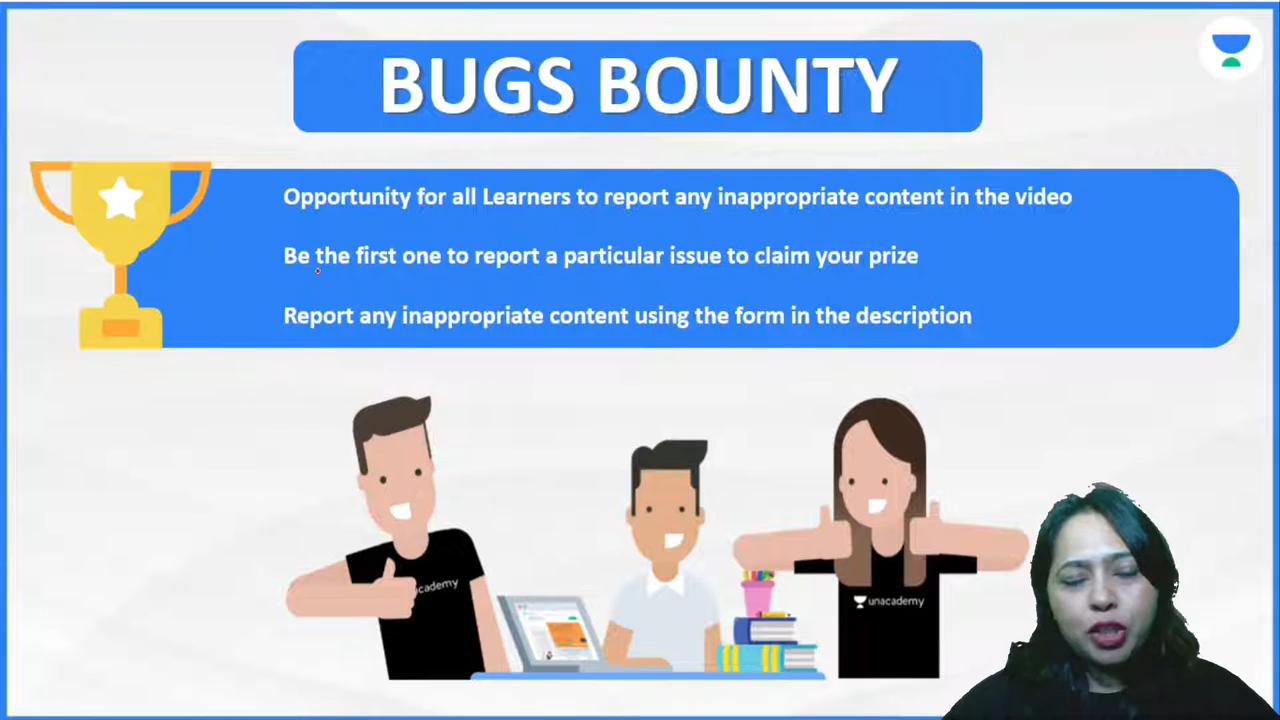 BUGS BOUNTY
Opportunity for all Learners to report any inappropriate content in the video
Be the first one to report a particular issue to claim your prize
Report any inappropriate content using the form in the description
cademy
unacademy